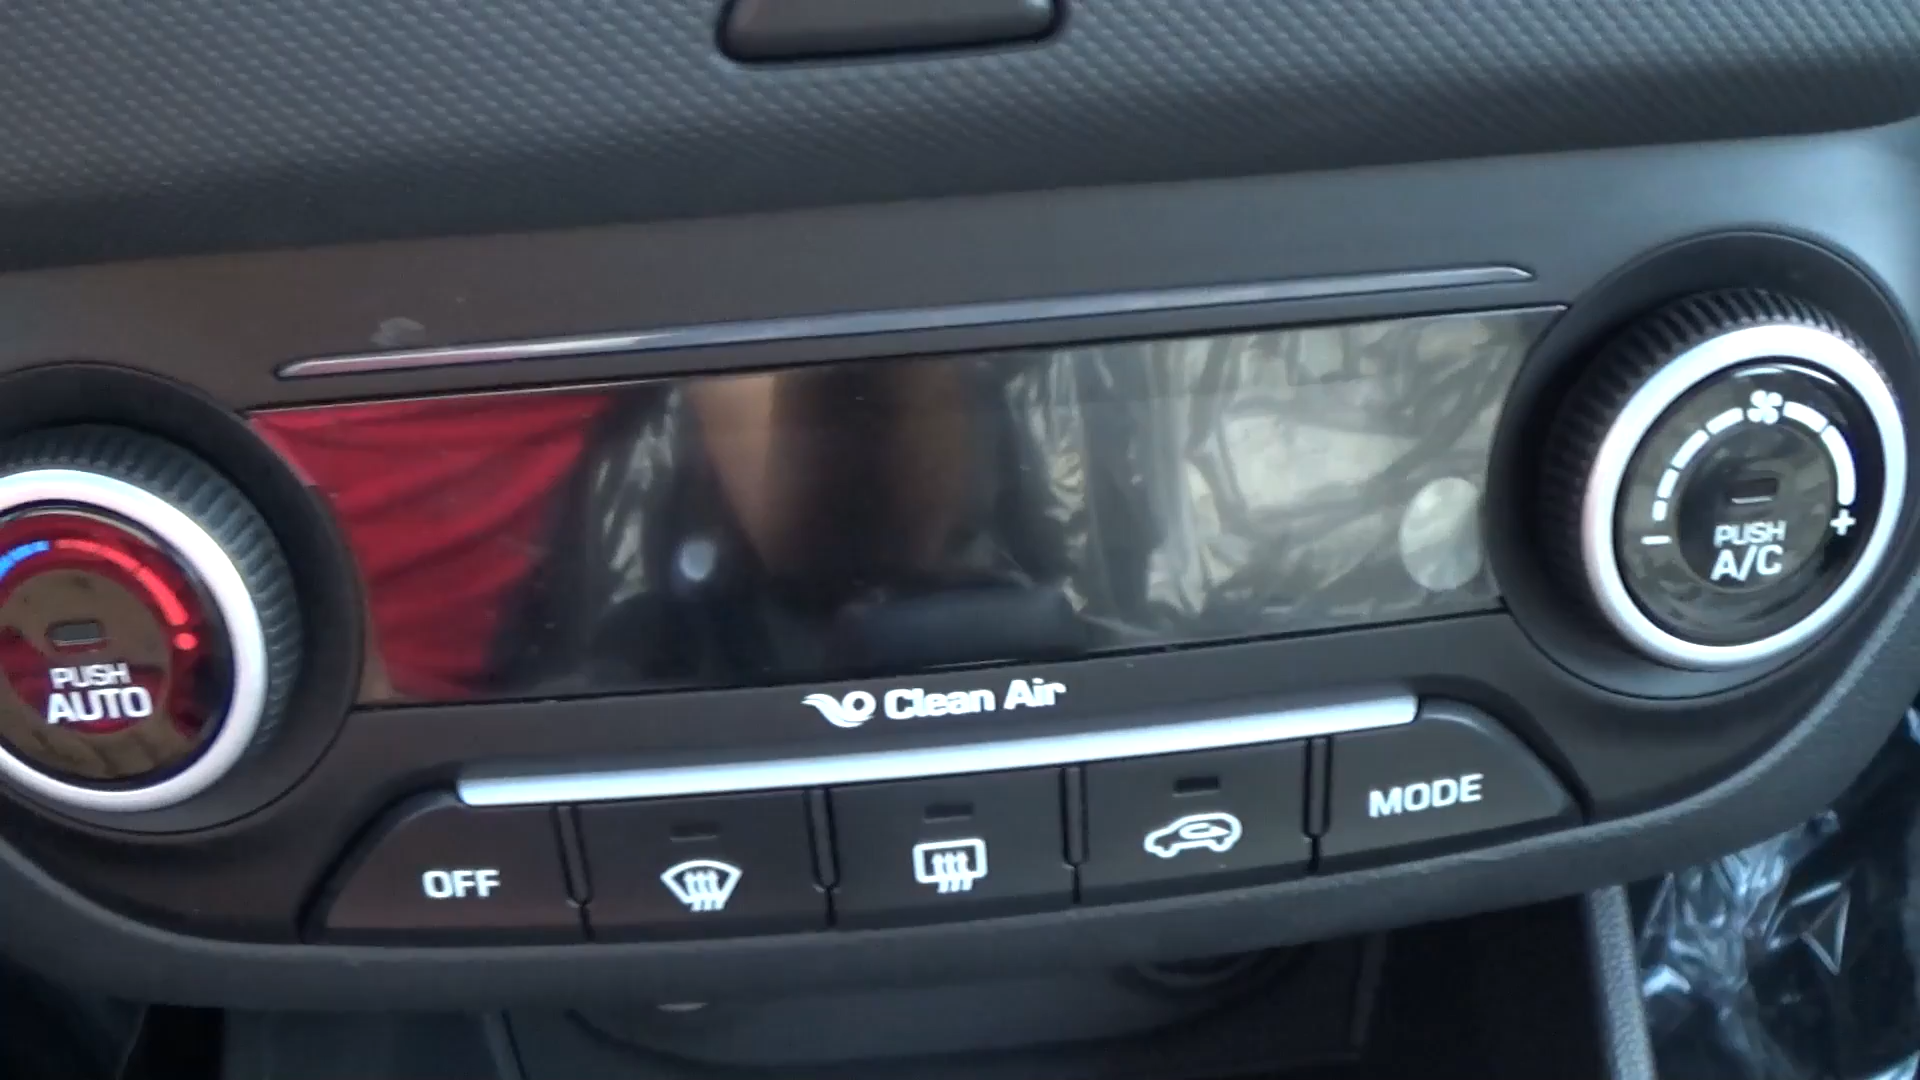 PUSH
AUTO
Clean Air
PUSH
A/C
OFF
MODE